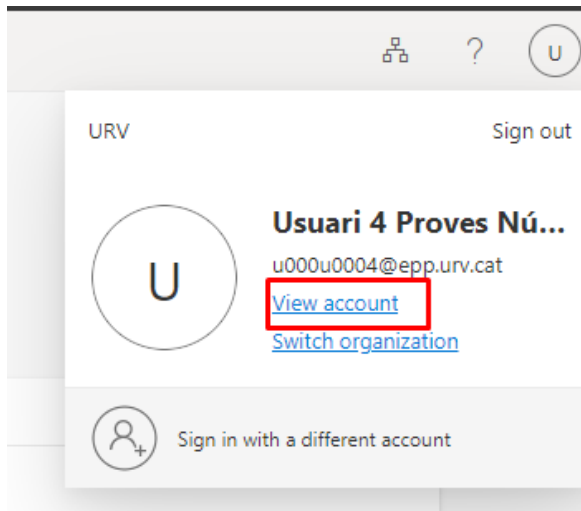 ?
U
URV
Sign out
U
Usuari 4 Proves Nú...
u000u0004@epp.urv.cat
View account
Switch organization
Sign in with a different account